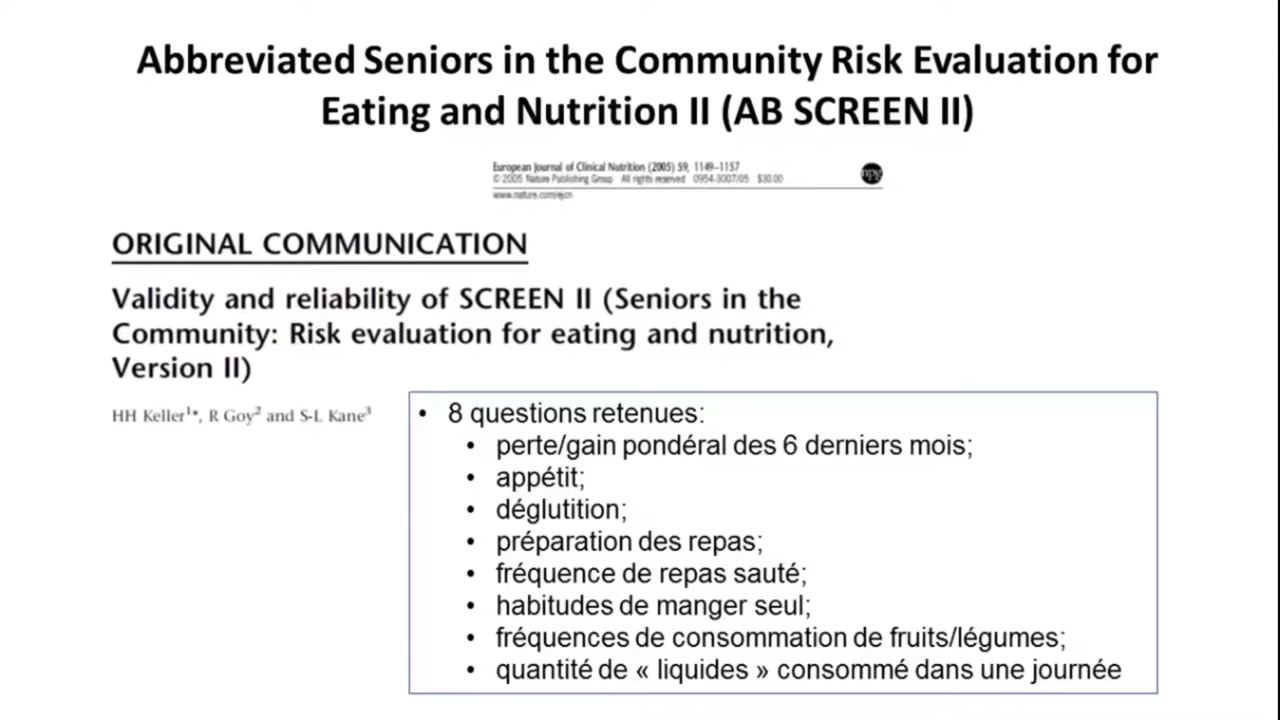 Abbreviated Seniors in the Community Risk Evaluation for
Eating and Nutrition II (AB SCREEN II)
European Journal of Clinical Nutrition (2005) 59, 1149–1157
© 2005 Nature Publishing Group All rights reserved 0954-3007/05 $30.00
npg
www.nature.com/ejcn
ORIGINAL COMMUNICATION
Validity and reliability of SCREEN II (Seniors in the
Community: Risk evaluation for eating and nutrition,
Version II)
HH Keller1*, R Goy2 and S-L Kane3
• 8 questions retenues:
• perte/gain pondéral des 6 derniers mois;
• appétit;
• déglutition;
• préparation des repas;
• fréquence de repas sauté;
• habitudes de manger seul;
• fréquences de consommation de fruits/légumes;
• quantité de « liquides » consommé dans une journée